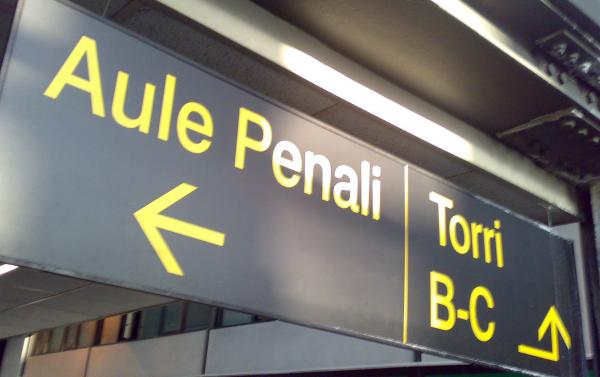 Aule Penali
Torri
B-C